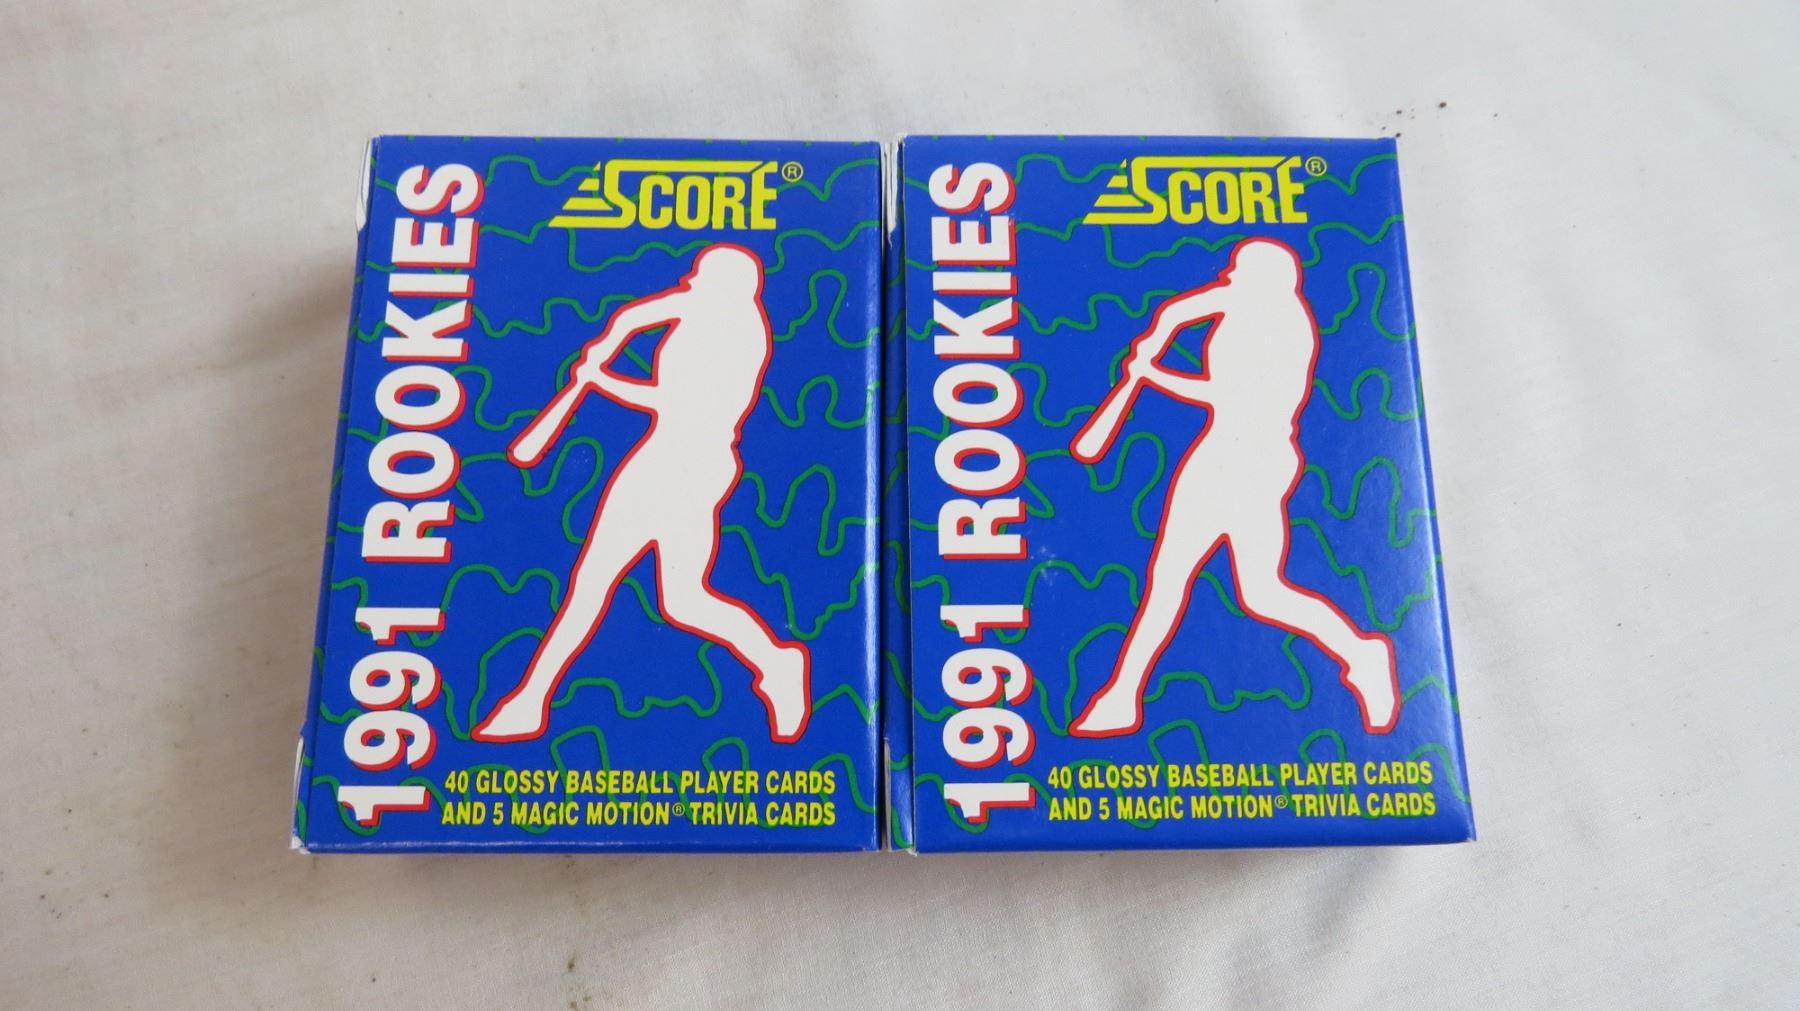 SCORE®
1991 ROOKIES
40 GLOSSY BASEBALL PLAYER CARDS
AND 5 MAGIC MOTION® TRIVIA CARDS
SCORE®
1991 ROOKIES
40 GLOSSY BASEBALL PLAYER CARDS
AND 5 MAGIC MOTION® TRIVIA CARDS